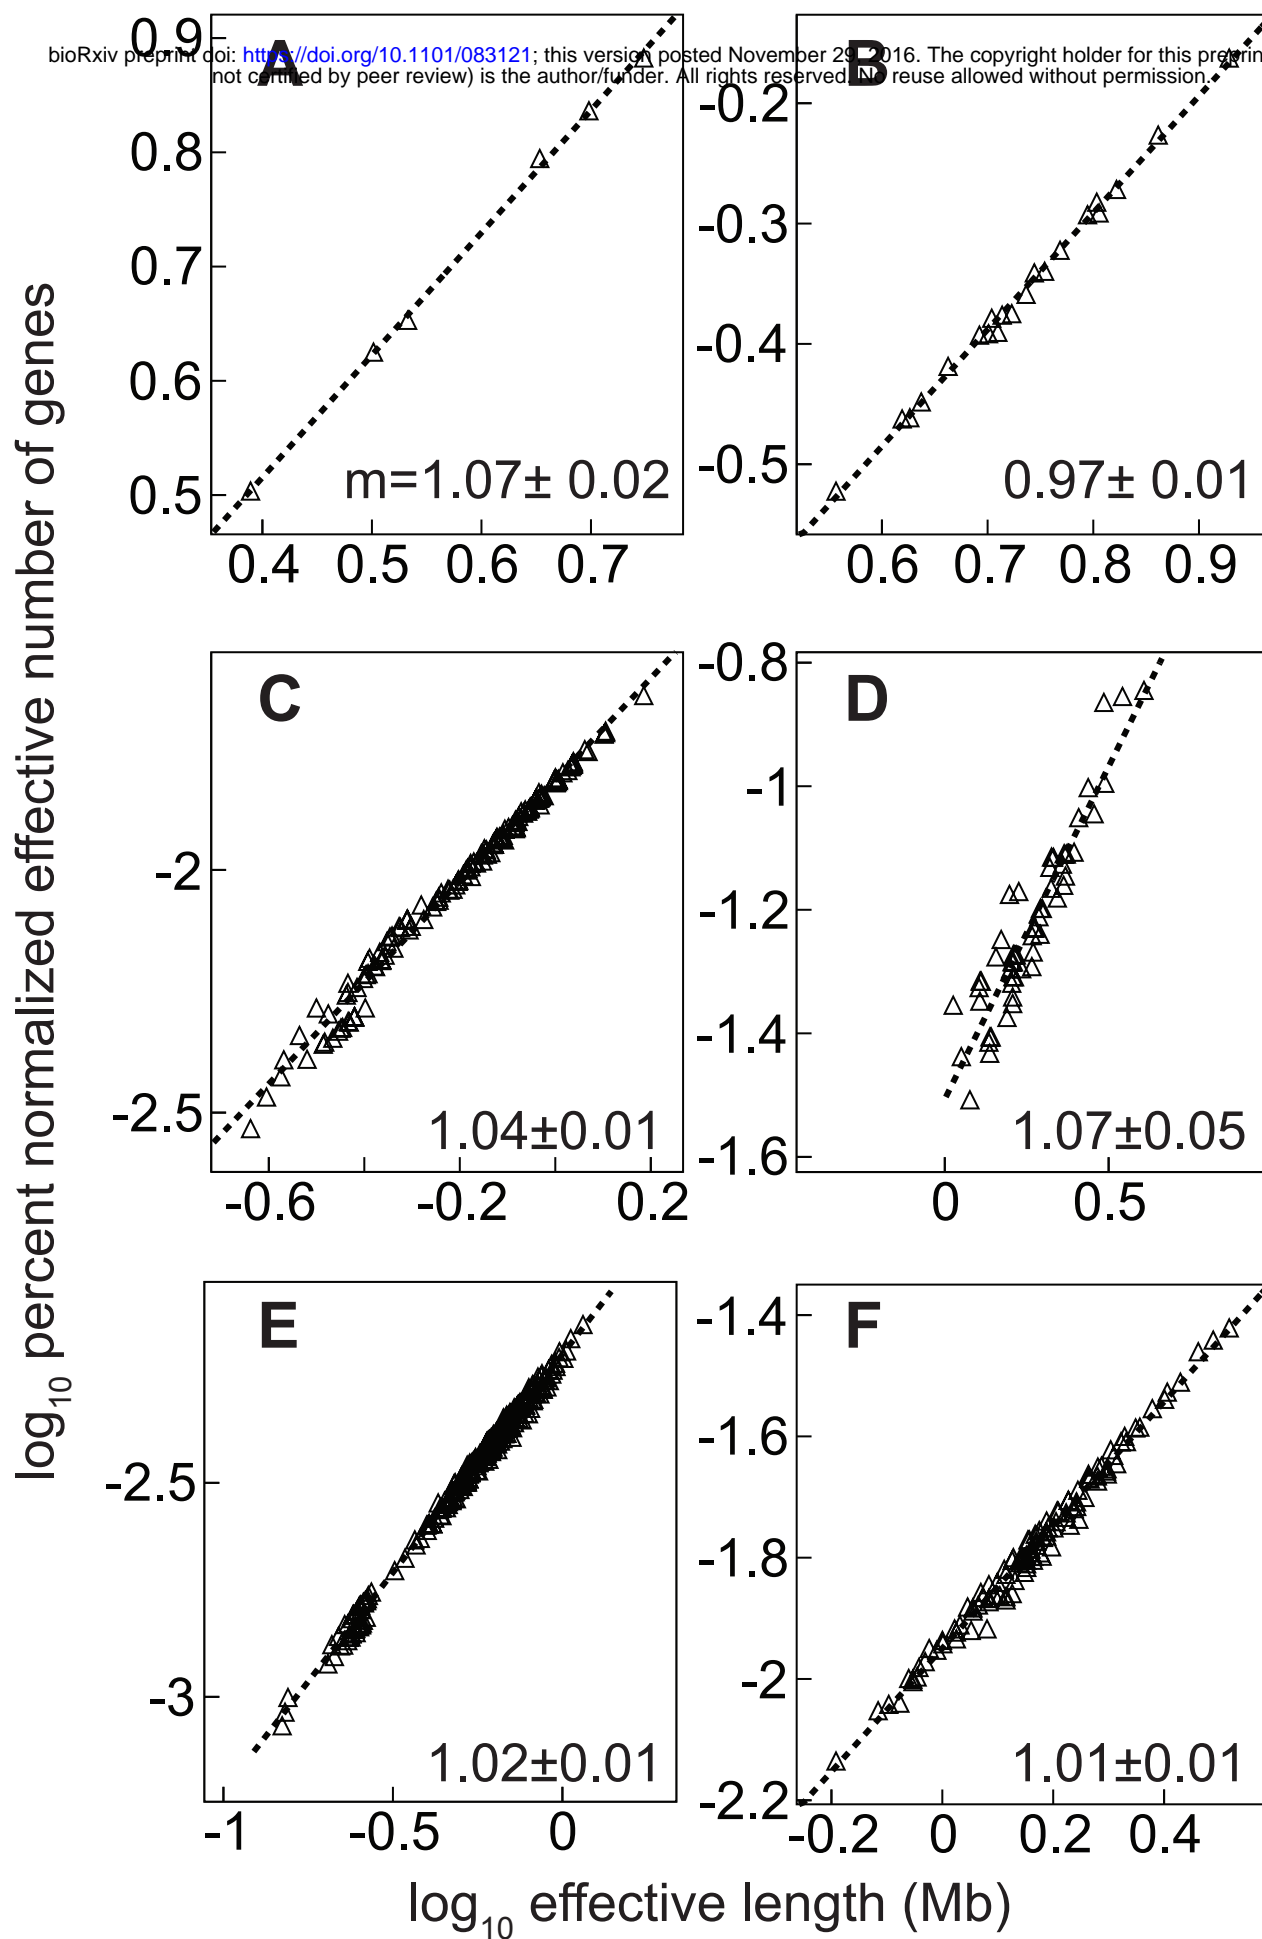 bioRxiv preprint doi: https://doi.org/10.1101/083121; this version posted November 29, 2016. The copyright holder for this
not certified by peer review) is the author/funder. All rights reserved. No reuse allowed without permission.
A
0.9
0.8
0.7
0.6
0.5
m=1.07± 0.02
0.4 0.5 0.6 0.7
B
-0.2
-0.3
-0.4
-0.5
0.97± 0.01
0.6 0.7 0.8 0.9
C
-2
-2.5
1.04±0.01
-0.6 -0.2 0.2
D
-0.8
-1
-1.2
-1.4
-1.6
1.07±0.05
0 0.5
E
-2.5
-3
1.02±0.01
-1 -0.5 0
F
-1.4
-1.6
-1.8
-2
-2.2
1.01±0.01
-0.2 0 0.2 0.4
log10 percent normalized effective number of genes
log10 effective length (Mb)